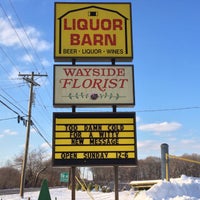 LIQUOR
BARN
BEER · LIQUOR · WINES
WAYSIDE
FLORIST
TOO DAMN COLD
FOR A WITTY
NEW MESSAGE
OPEN SUNDAY 12-6